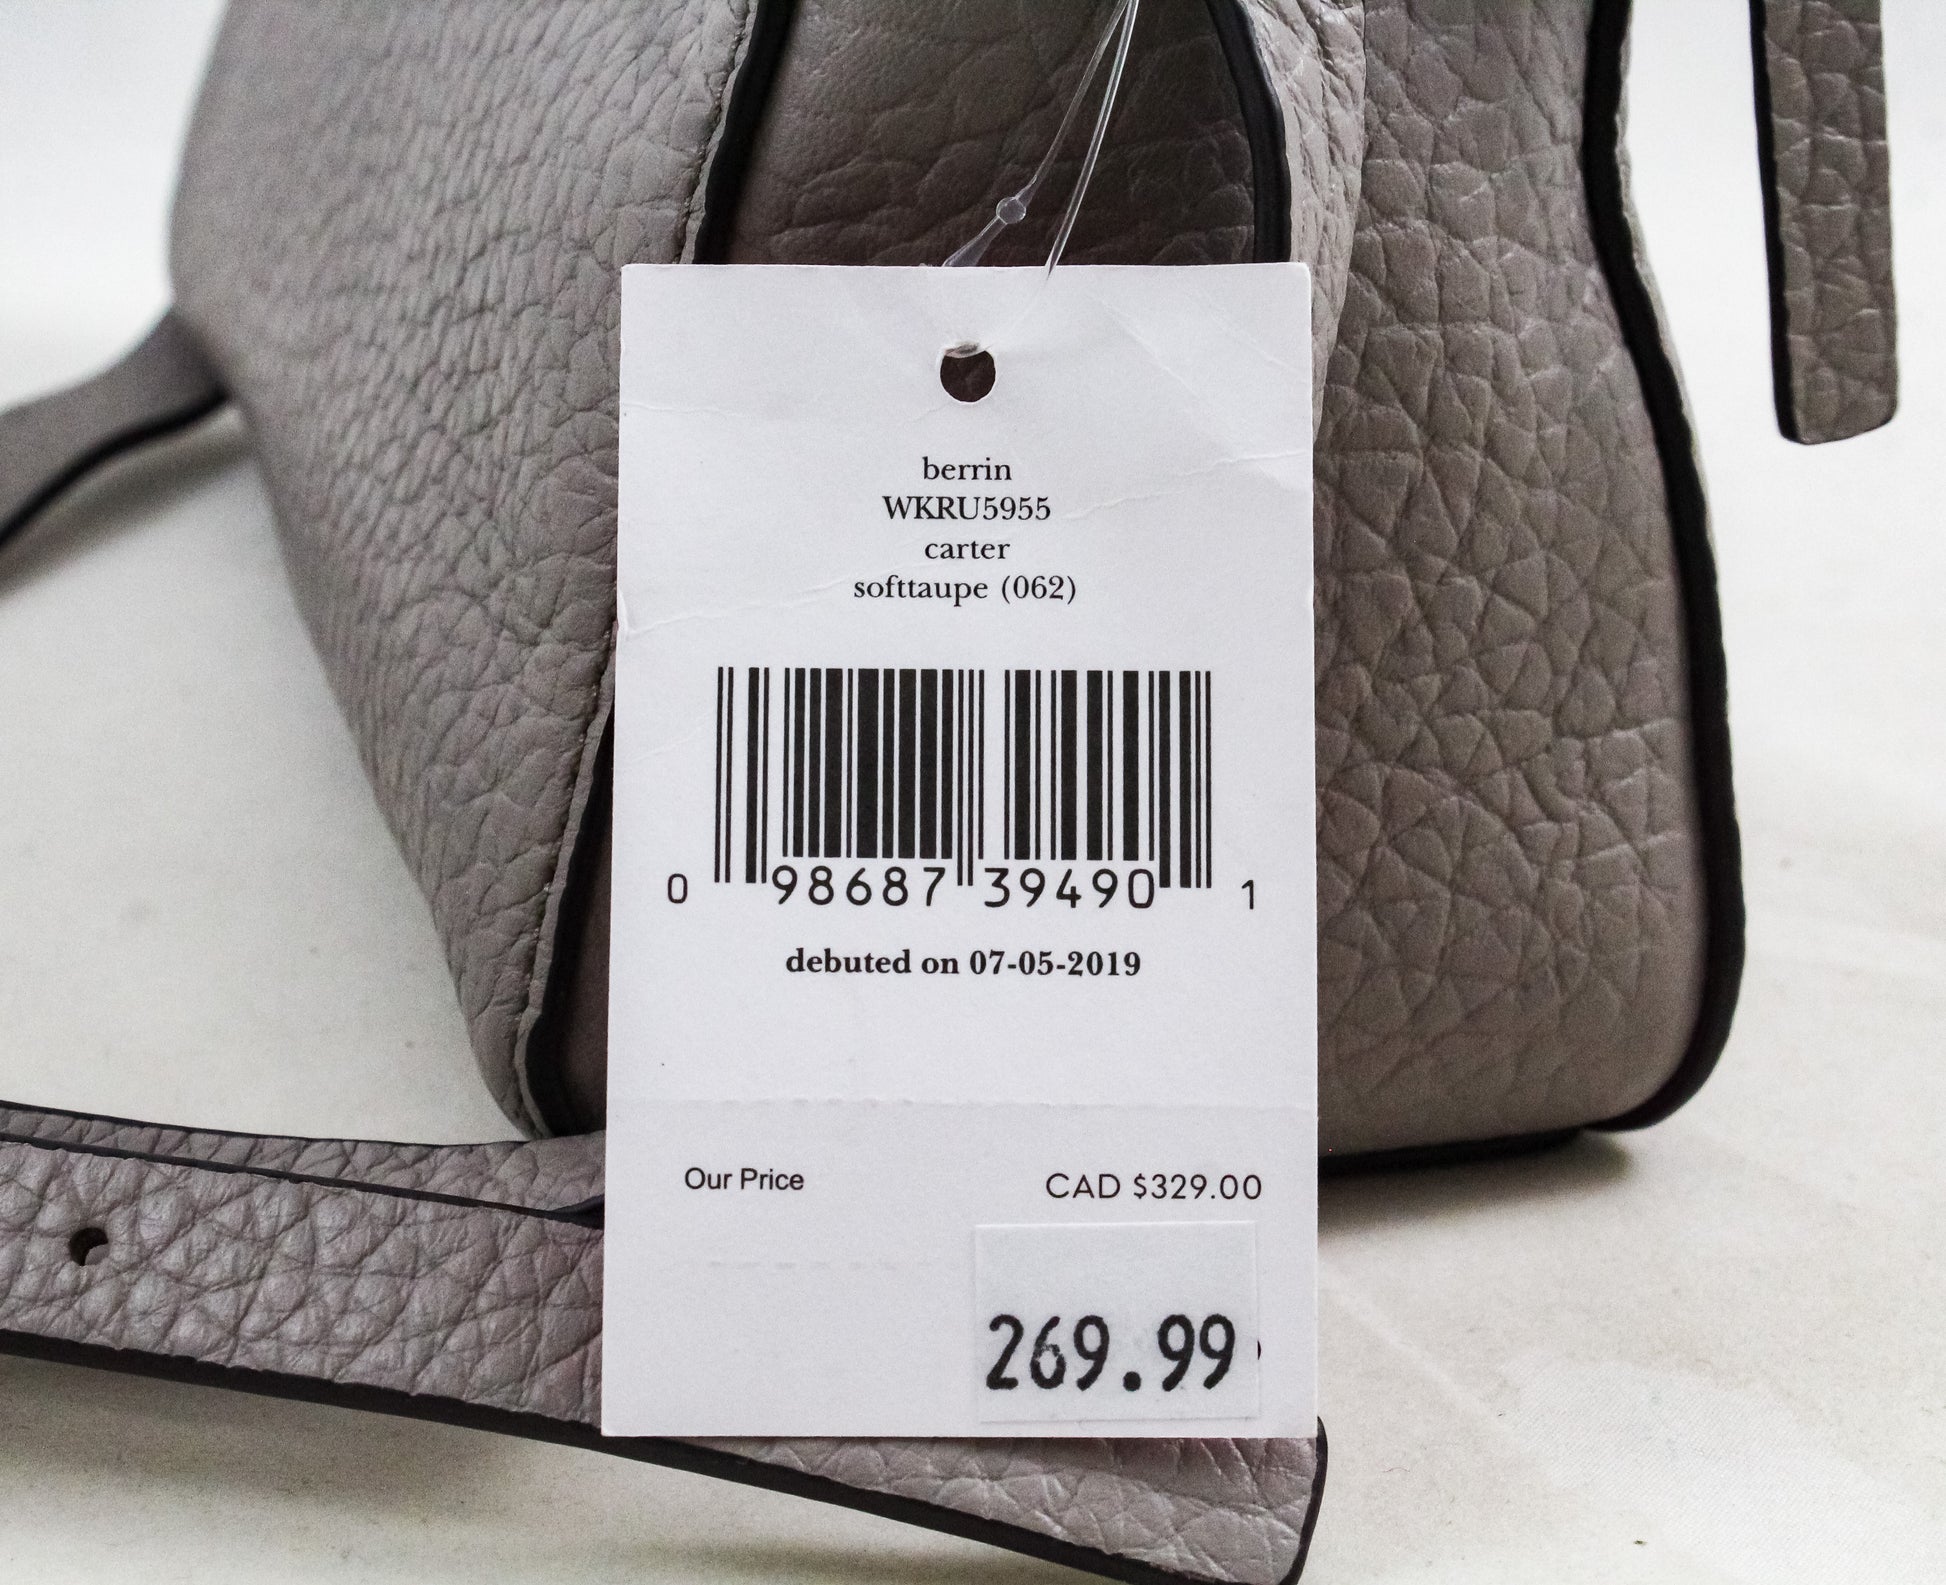 berrin
WKRU5955
carter
softtaupe (062)
0 98687 39490 1
debuted on 07-05-2019
Our Price CAD $329.00
269.99